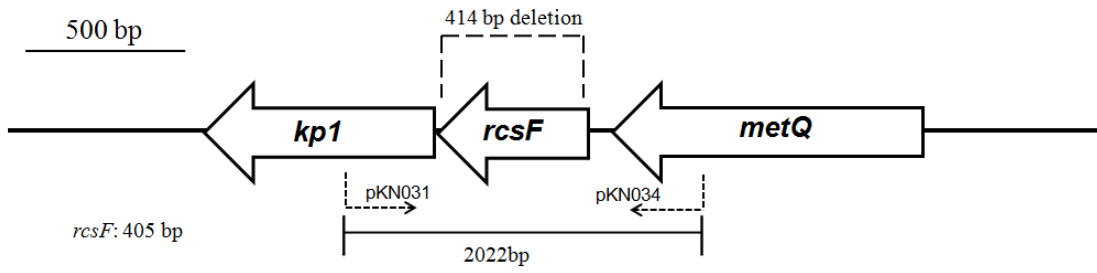 414 bp deletion
500 bp
kp1
rcsF
metQ
pKN031
pKN034
rcsF: 405 bp
2022bp